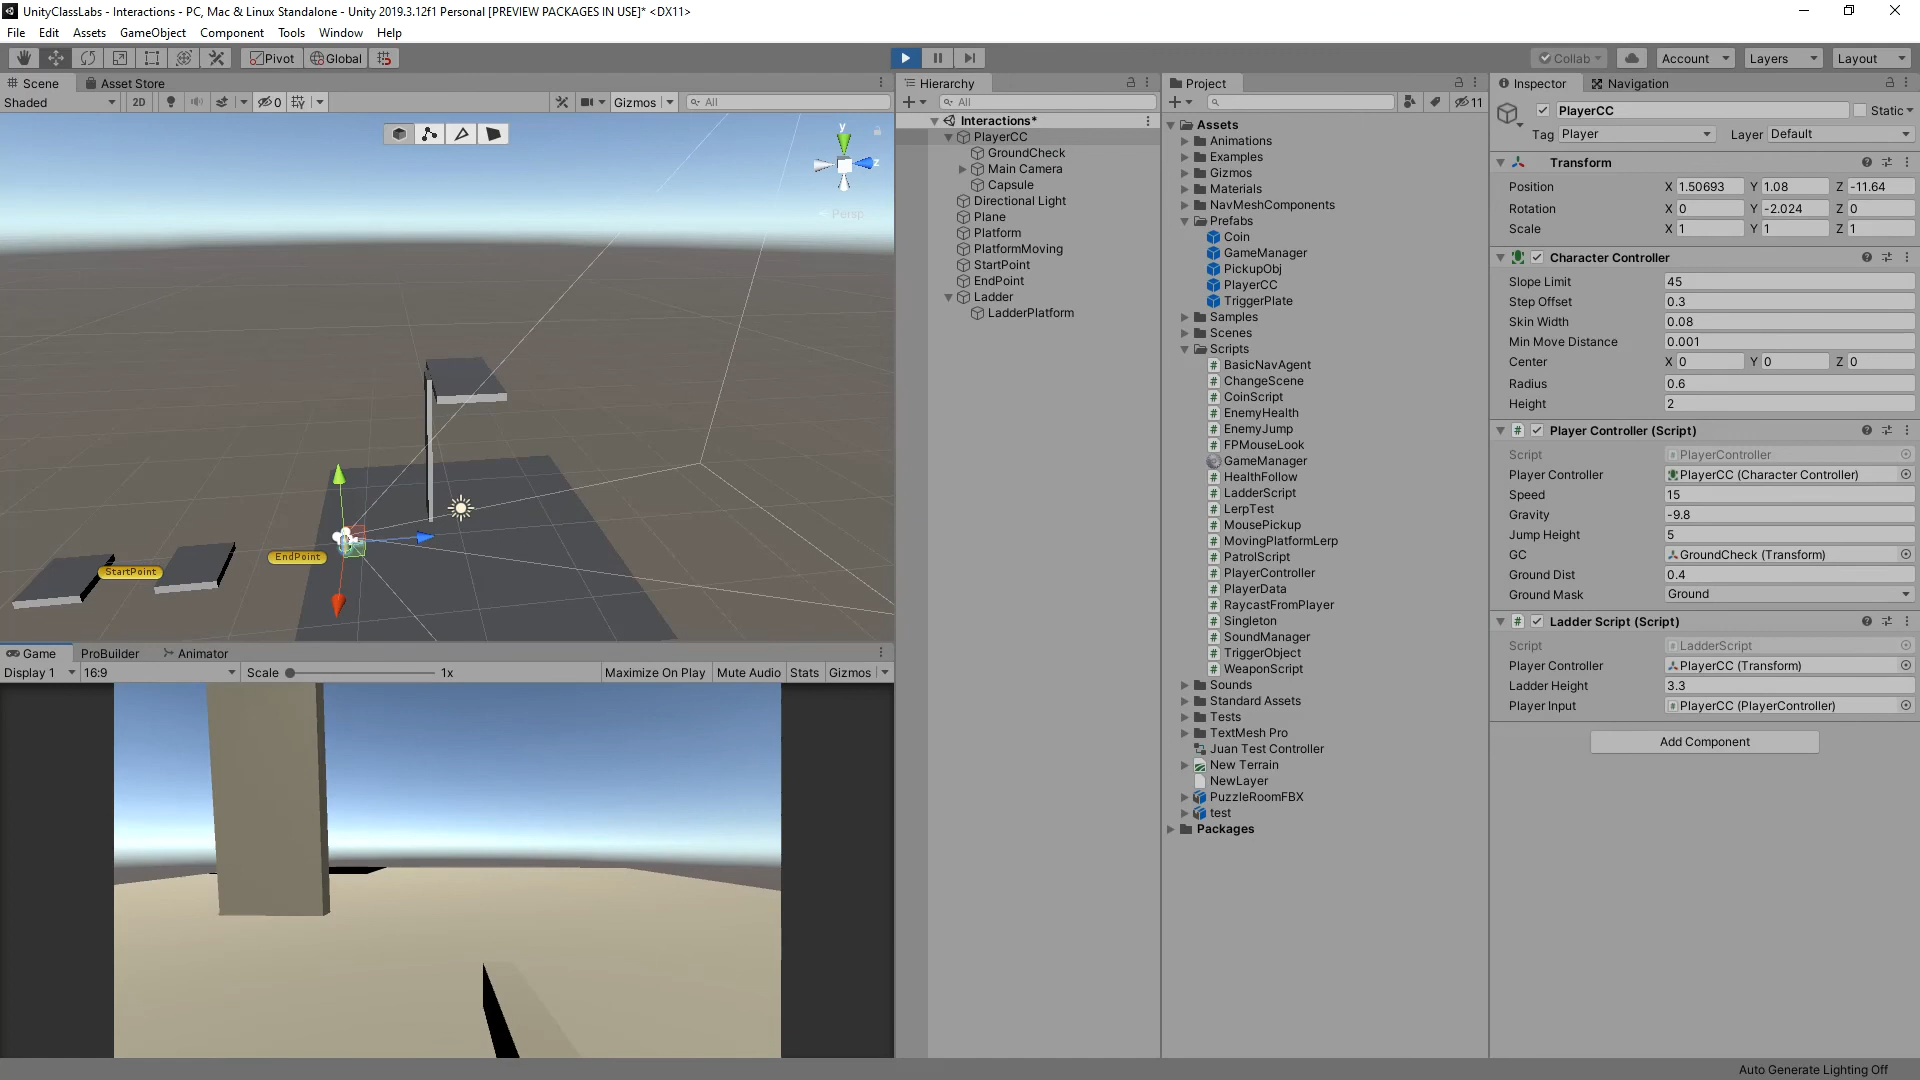 UnityClassLabs - Interactions - PC, Mac & Linux Standalone - Unity 2019.3.12f1 Personal [PREVIEW PACKAGES IN USE]* <DX11>
File Edit Assets GameObject Component Tools Window Help
Pivot Global Collab Account Layers Layout
Scene Asset Store
Shaded 2D 0 Gizmos All
y
z
Persp
StartPoint
EndPoint
Game ProBuilder Animator
Display 1 16:9 Scale 1x Maximize On Play Mute Audio Stats Gizmos
Hierarchy
All
Interactions*
PlayerCC
GroundCheck
Main Camera
Capsule
Directional Light
Plane
Platform
PlatformMoving
StartPoint
EndPoint
Ladder
LadderPlatform
Project
11
Assets
Animations
Examples
Gizmos
Materials
NavMeshComponents
Prefabs
Coin
GameManager
PickupObj
PlayerCC
TriggerPlate
Samples
Scenes
Scripts
BasicNavAgent
ChangeScene
CoinScript
EnemyHealth
EnemyJump
FPMouseLook
GameManager
HealthFollow
LadderScript
LerpTest
MousePickup
MovingPlatformLerp
PatrolScript
PlayerController
PlayerData
RaycastFromPlayer
Singleton
SoundManager
TriggerObject
WeaponScript
Sounds
Standard Assets
Tests
TextMesh Pro
Juan Test Controller
New Terrain
NewLayer
PuzzleRoomFBX
test
Packages
Inspector Navigation
PlayerCC Static
Tag Player Layer Default
Transform
Position X 1.50693 Y 1.08 Z -11.64
Rotation X 0 Y -2.024 Z 0
Scale X 1 Y 1 Z 1
Character Controller
Slope Limit 45
Step Offset 0.3
Skin Width 0.08
Min Move Distance 0.001
Center X 0 Y 0 Z 0
Radius 0.6
Height 2
Player Controller (Script)
Script PlayerController
Player Controller PlayerCC (Character Controller)
Speed 15
Gravity -9.8
Jump Height 5
GC GroundCheck (Transform)
Ground Dist 0.4
Ground Mask Ground
Ladder Script (Script)
Script LadderScript
Player Controller PlayerCC (Transform)
Ladder Height 3.3
Player Input PlayerCC (PlayerController)
Add Component
Auto Generate Lighting Off